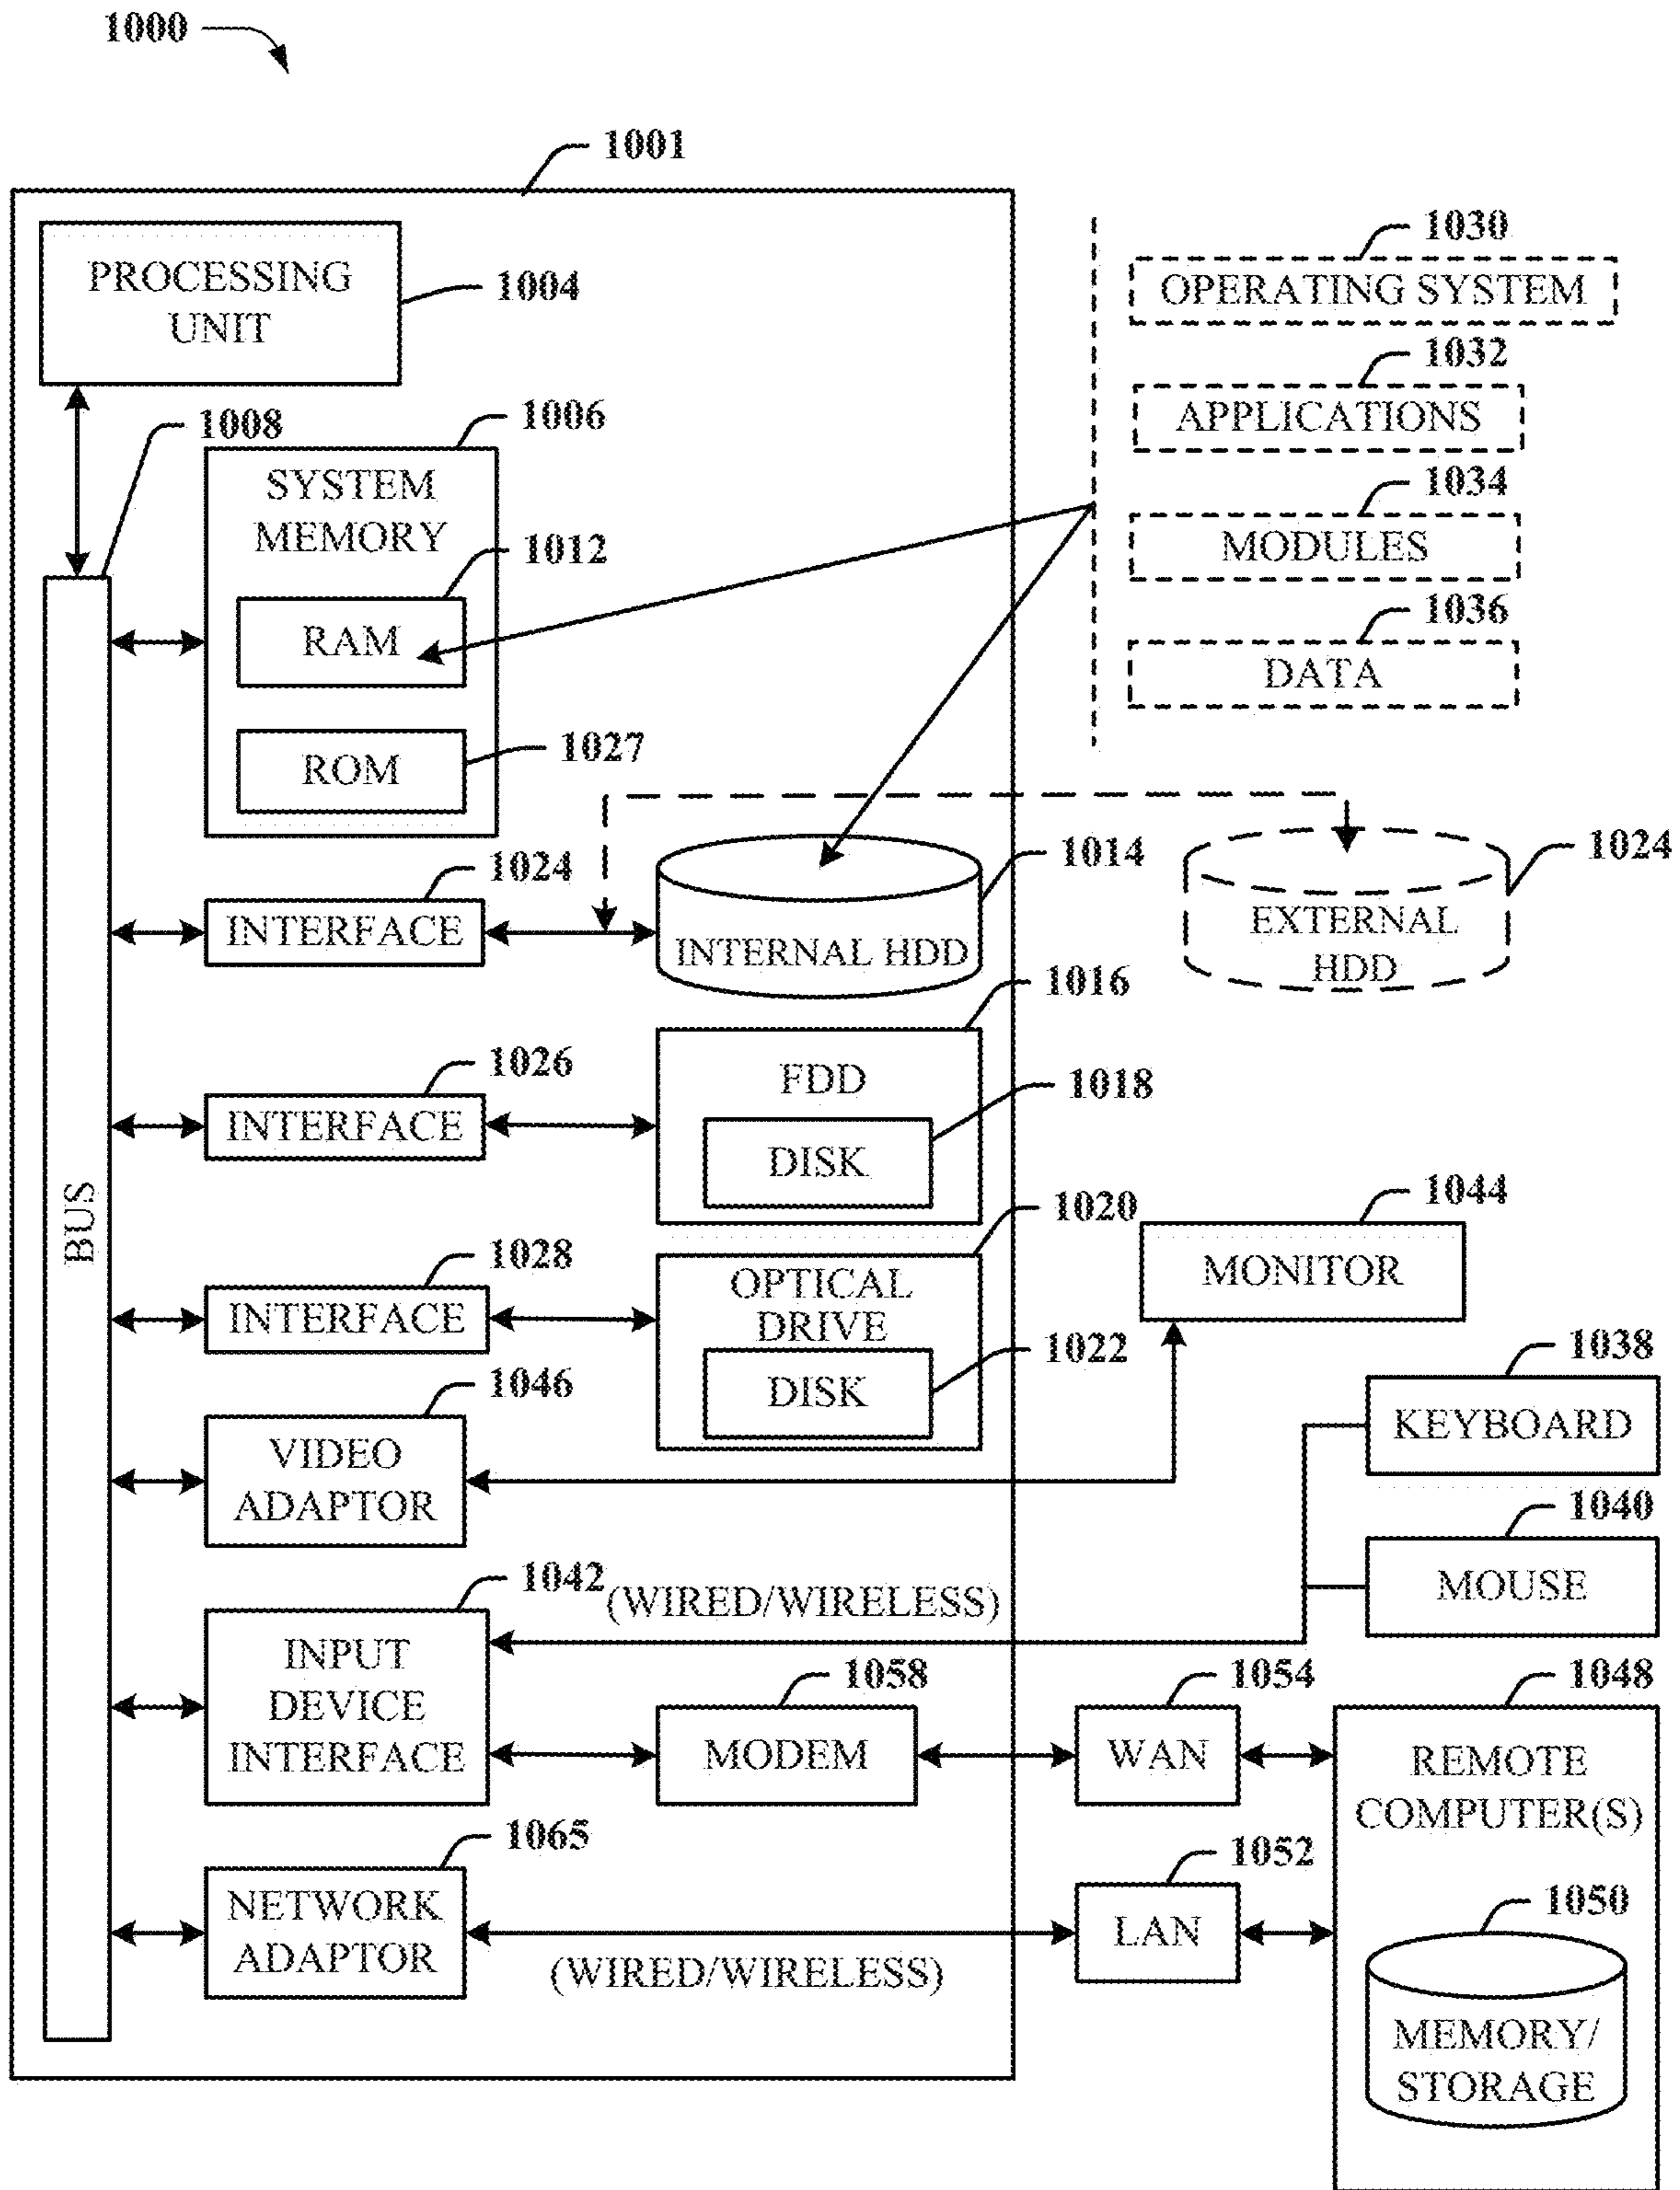 1000
1001
PROCESSING
UNIT
1004
1008
1006
SYSTEM
MEMORY
1012
RAM
ROM
1027
1030
OPERATING SYSTEM
1032
APPLICATIONS
1034
MODULES
1036
DATA
BUS
1024
INTERFACE
1014
INTERNAL HDD
1024
EXTERNAL
HDD
1026
INTERFACE
1016
FDD
1018
DISK
1028
INTERFACE
1020
OPTICAL
DRIVE
1022
DISK
1044
MONITOR
1046
VIDEO
ADAPTOR
1038
KEYBOARD
1040
MOUSE
1042
(WIRED/WIRELESS)
INPUT
DEVICE
INTERFACE
1058
MODEM
1054
WAN
1048
REMOTE
COMPUTER(S)
1065
NETWORK
ADAPTOR
(WIRED/WIRELESS)
1052
LAN
1050
MEMORY/
STORAGE